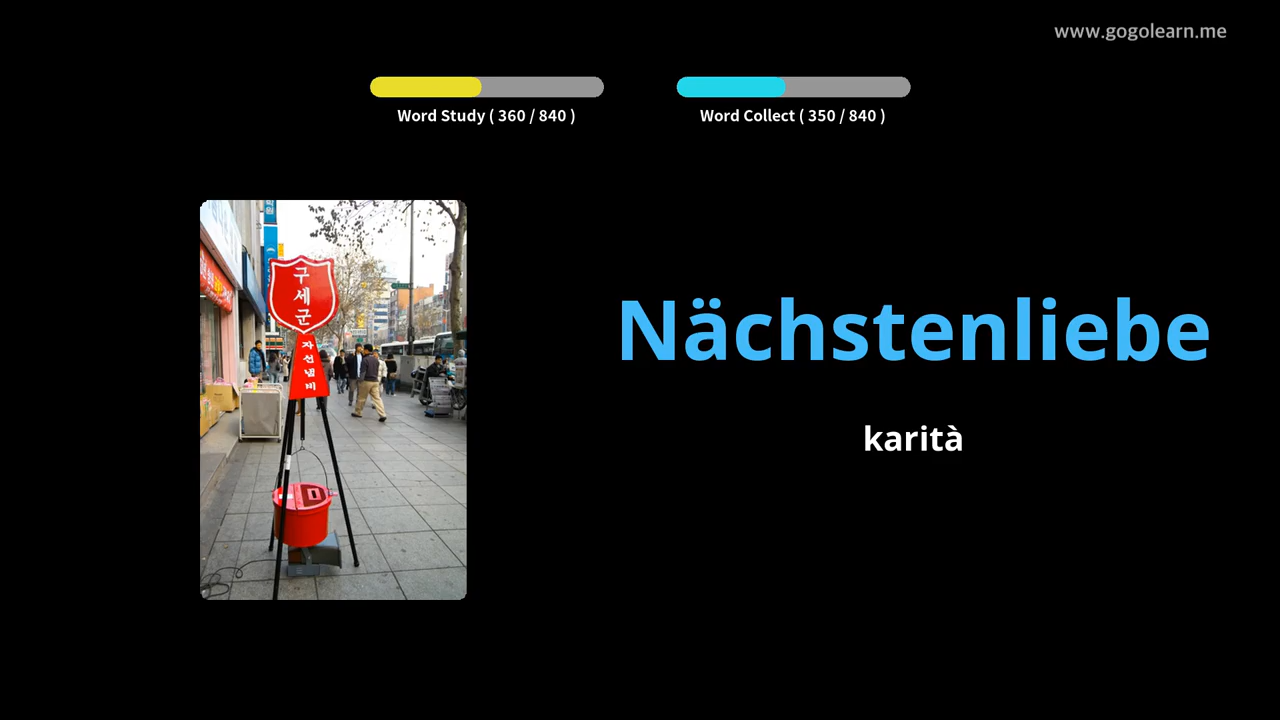 www.gogolearn.me
Word Study ( 360 / 840 )
Word Collect ( 350 / 840 )
구세군
자선냄비
Nächstenliebe
karità